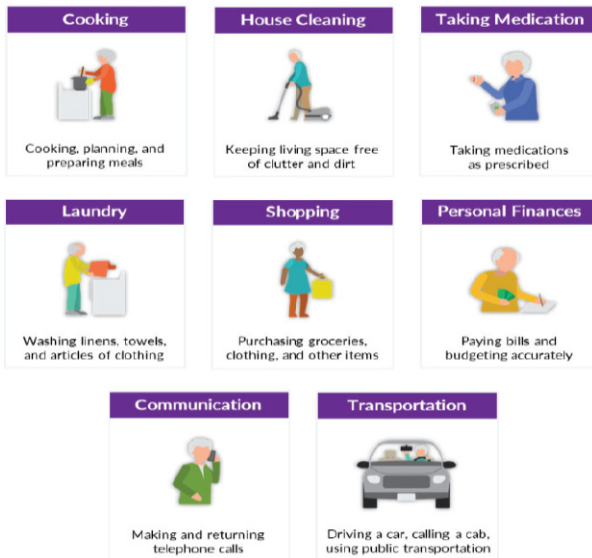 Cooking
House Cleaning
Taking Medication
Cooking, planning, and
preparing meals
Keeping living space free
of clutter and dirt
Taking medications
as prescribed
Laundry
Shopping
Personal Finances
Washing linens, towels,
and articles of clothing
Purchasing groceries,
clothing, and other items
Paying bills and
budgeting accurately
Communication
Transportation
Making and returning
telephone calls
Driving a car, calling a cab,
using public transportation